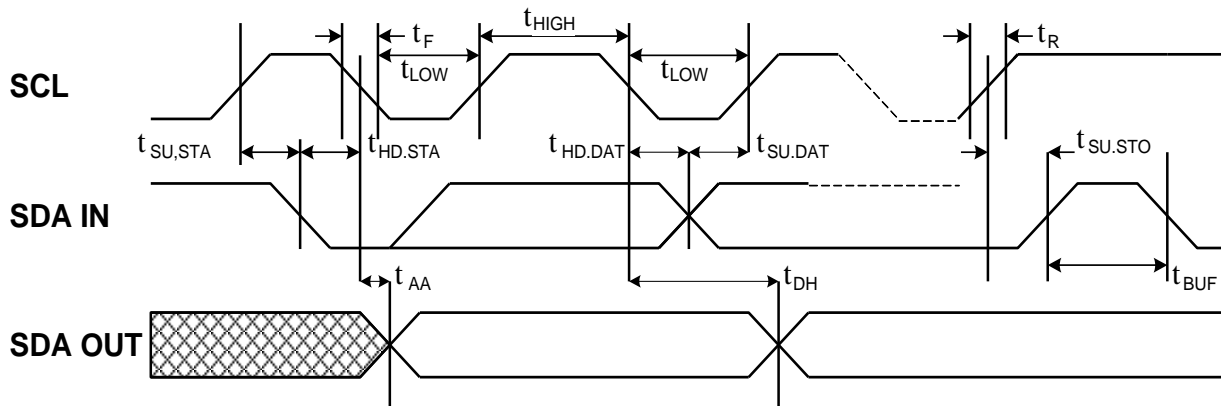 t_F
t_HIGH
t_R
t_LOW
t_LOW
SCL
t_SU,STA
t_HD.STA
t_HD.DAT
t_SU.DAT
t_SU.STO
SDA IN
t_AA
t_DH
t_BUF
SDA OUT